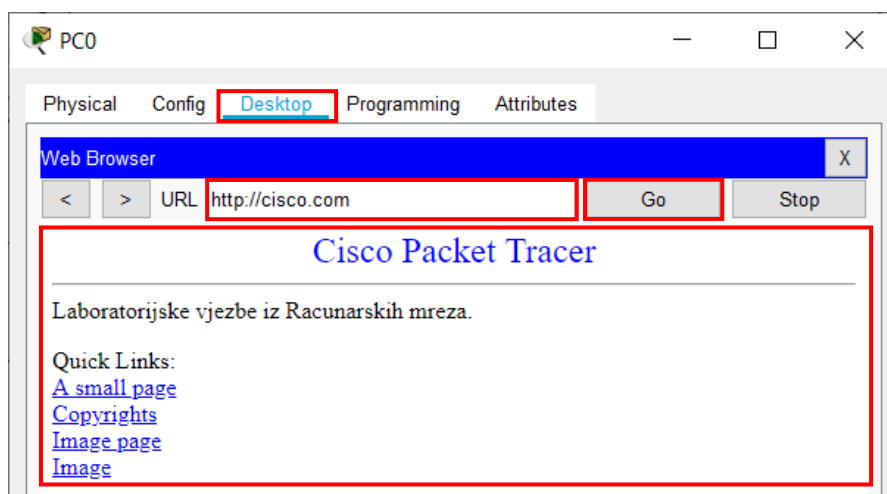 PC0
Physical Config Desktop Programming Attributes
Web Browser X
< > URL http://cisco.com Go Stop
Cisco Packet Tracer
Laboratorijske vjezbe iz Racunarskih mreza.
Quick Links:
A small page
Copyrights
Image page
Image